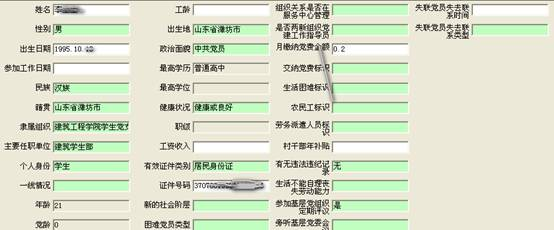 姓名
性别 男
出生日期 1995.10.
参加工作日期
民族 汉族
籍贯 山东省潍坊市
隶属组织 建筑工程学院学生党
主要任职单位 建筑学生部
个人身份 学生
一线情况
年龄 21
党龄 0
工龄
出生地 山东省潍坊市
政治面貌 中共党员
最高学历 普通高中
最高学位
健康状况 健康或良好
职级
工资收入
有效证件类别 居民身份证
证件号码 3707
新的社会阶层
困难党员类型
组织关系是否在
服务中心管理
是否两新组织党
建工作指导员
月缴纳党费金额 0.2
交纳党费标识
生活困难标识
农民工标识
劳务派遣人员标
识
村干部年补贴
有无违法违纪记
录 无
生活不能自理丧
失劳动能力
参加基层党组织
定期评议 是
旁听基层党委会
失联党员失去联
系时间
失联党员失去联
系类型